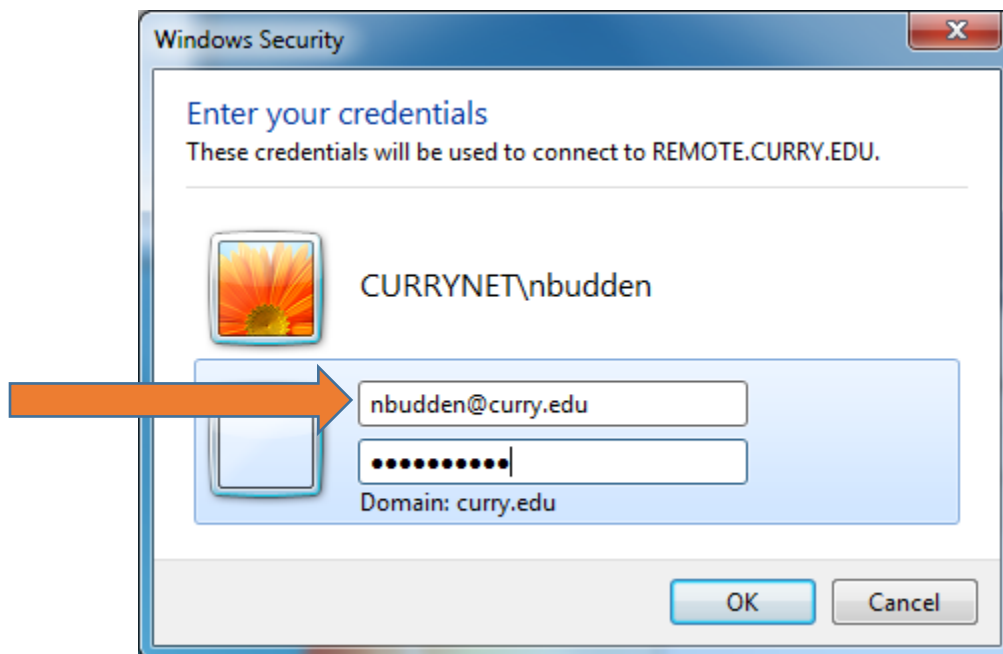 Windows Security
Enter your credentials
These credentials will be used to connect to REMOTE.CURRY.EDU.
CURRYNET\nbudden
nbudden@curry.edu
●●●●●●●●●●
Domain: curry.edu
OK
Cancel